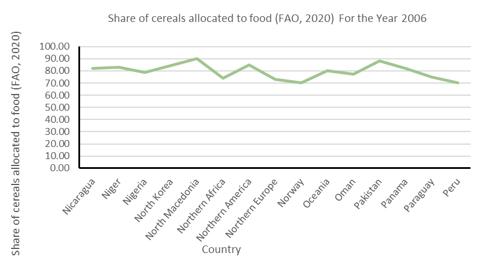 Share of cereals allocated to food (FAO, 2020) For the Year 2006
Share of cereals allocated to food (FAO, 2020)
100.00
90.00
80.00
70.00
60.00
50.00
40.00
30.00
20.00
10.00
0.00
Nicaragua
Niger
Nigeria
North Korea
North Macedonia
Northern Africa
Northern America
Northern Europe
Norway
Oceania
Oman
Pakistan
Panama
Paraguay
Peru
Country